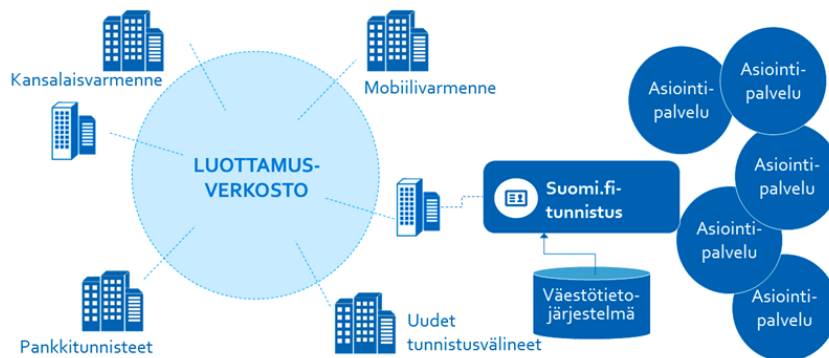 Kansalaisvarmenne
Mobiilivarmenne
LUOTTAMUS-
VERKOSTO
Pankkitunnisteet
Uudet
tunnistusvälineet
Suomi.fi-
tunnistus
Väestötieto-
järjestelmä
Asiointi-
palvelu
Asiointi-
palvelu
Asiointi-
palvelu
Asiointi-
palvelu
Asiointi-
palvelu